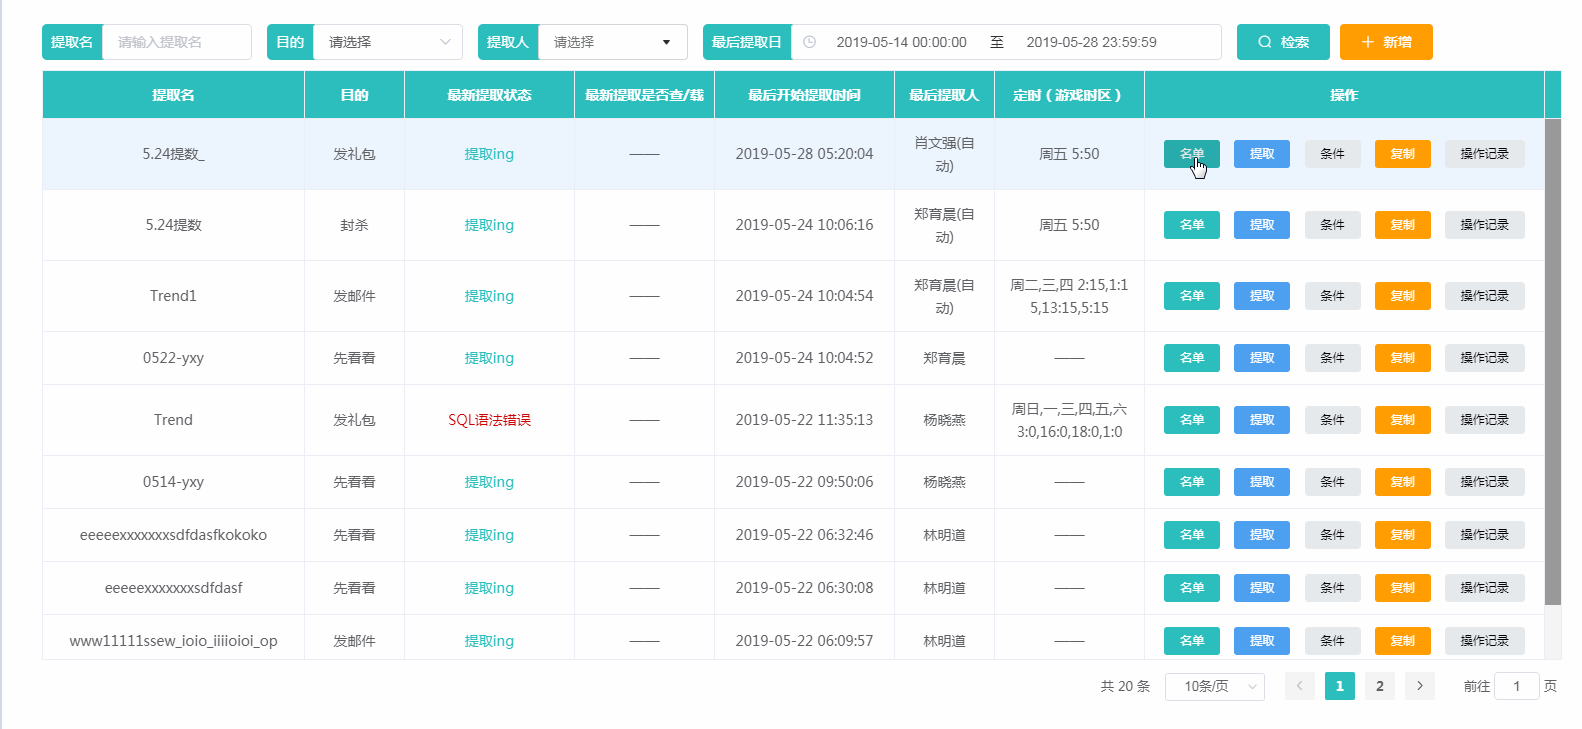 提取名 请输入提取名 目的 请选择 提取人 请选择 最后提取日 2019-05-14 00:00:00 至 2019-05-28 23:59:59 检索 新增
提取名 目的 最新提取状态 最新提取是否查/载 最后开始提取时间 最后提取人 定时（游戏时区） 操作
5.24提数_ 发礼包 提取ing —— 2019-05-28 05:20:04 肖文强(自
动) 周五 5:50 名单 提取 条件 复制 操作记录
5.24提数 封杀 提取ing —— 2019-05-24 10:06:16 郑育晨(自
动) 周五 5:50 名单 提取 条件 复制 操作记录
Trend1 发邮件 提取ing —— 2019-05-24 10:04:54 郑育晨(自
动) 周二,三,四 2:15,1:1
5,13:15,5:15 名单 提取 条件 复制 操作记录
0522-yxy 先看看 提取ing —— 2019-05-24 10:04:52 郑育晨 —— 名单 提取 条件 复制 操作记录
Trend 发礼包 SQL语法错误 —— 2019-05-22 11:35:13 杨晓燕 周日,一,三,四,五,六
3:0,16:0,18:0,1:0 名单 提取 条件 复制 操作记录
0514-yxy 先看看 提取ing —— 2019-05-22 09:50:06 杨晓燕 —— 名单 提取 条件 复制 操作记录
eeeeexxxxxxxsdfdasfkokoko 先看看 提取ing —— 2019-05-22 06:32:46 林明道 —— 名单 提取 条件 复制 操作记录
eeeeexxxxxxxsdfdasf 先看看 提取ing —— 2019-05-22 06:30:08 林明道 —— 名单 提取 条件 复制 操作记录
www11111ssew_ioio_iiiioioi_op 发邮件 提取ing —— 2019-05-22 06:09:57 林明道 —— 名单 提取 条件 复制 操作记录
共 20 条 10条/页 1 2 前往 1 页